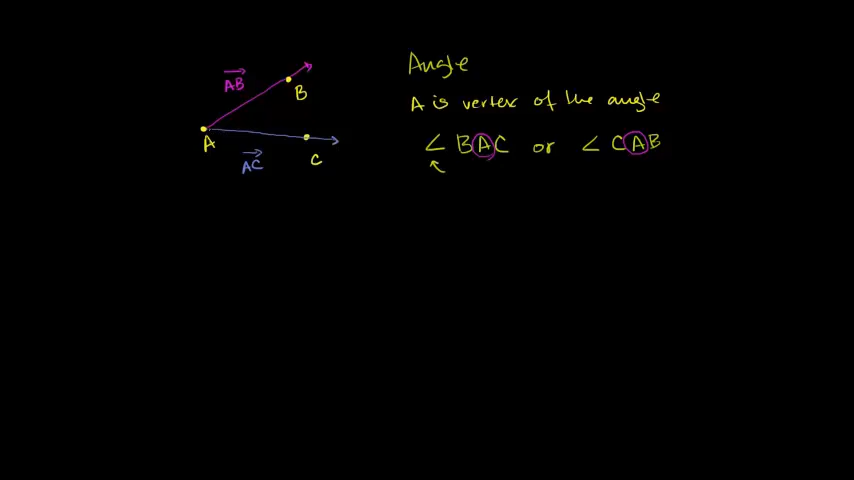 Angle
AB
B
A is vertex of the angle
A
∠ BAC or ∠ CAB
AC
C